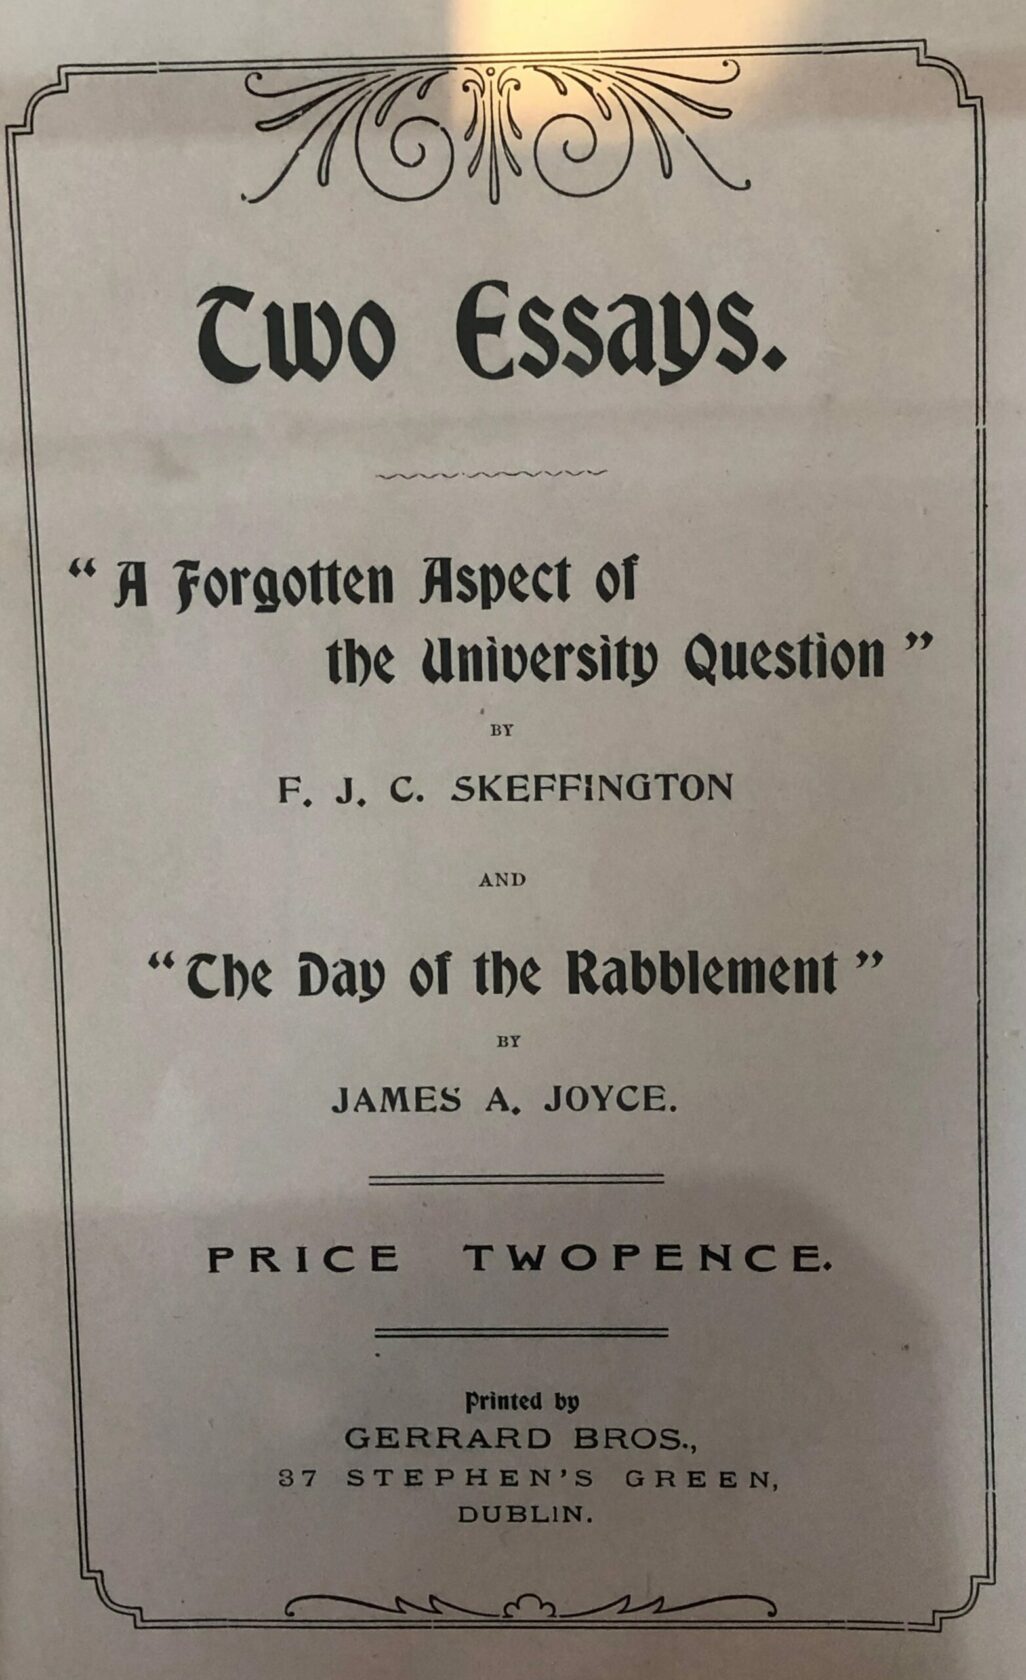 Two Essays.
“ A Forgotten Aspect of
the University Question ”
BY
F. J. C. SKEFFINGTON
AND
“ The Day of the Rabblement ”
BY
JAMES A. JOYCE.
PRICE TWOPENCE.
Printed by
GERRARD BROS.,
37 STEPHEN'S GREEN,
DUBLIN.